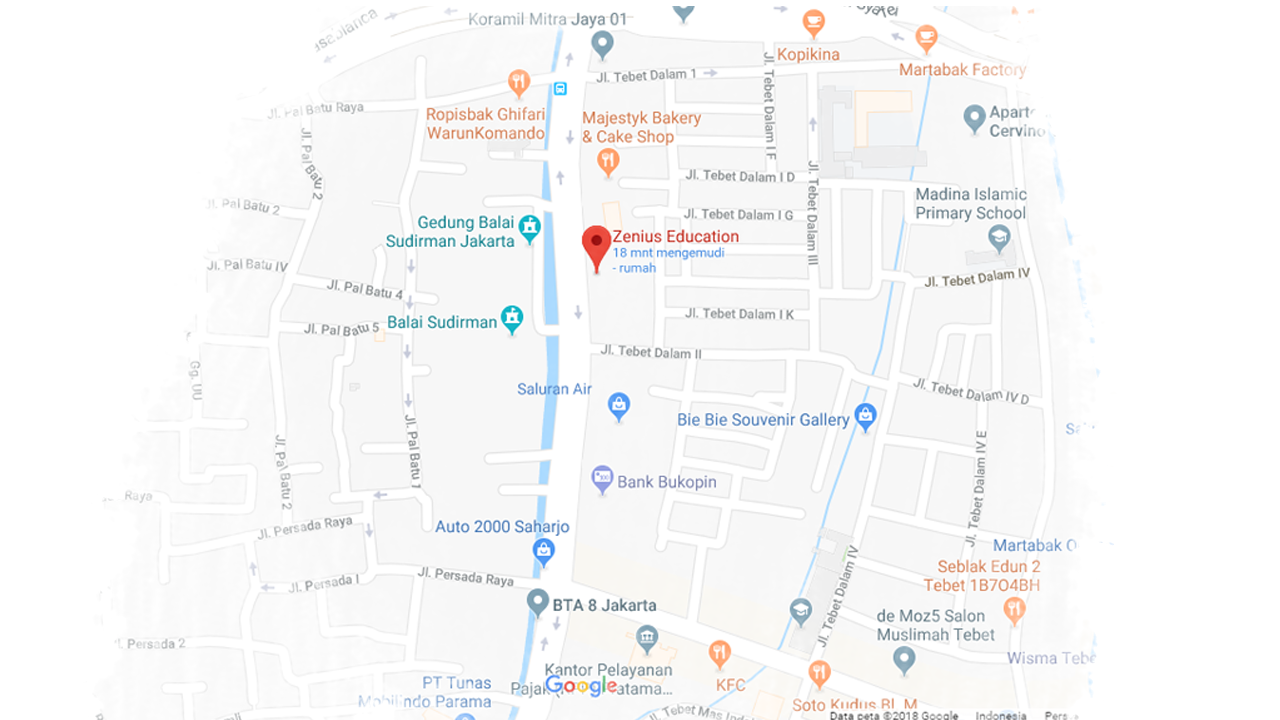 Koramil Mitra Jaya 01
Kopikina
Martabak Factory
asablanca
Jl. Tebet Dalam 1
Jl. Pal Batu Raya
Ropisbak Ghifari
WarunKomando
Majestyk Bakery
& Cake Shop
Jl. Tebet Dalam I F
Apart
Cervino
Jl. Pal Batu 2
Jl. Tebet Dalam I D
Jl. Tebet Dalam III
Madina Islamic
Primary School
Jl. Pal Batu 2
Jl. Tebet Dalam I G
Gedung Balai
Sudirman Jakarta
Zenius Education
18 mnt mengemudi
- rumah
Jl. Pal Batu IV
Jl. Tebet Dalam IV
Jl. Pal Batu 4
Jl. Tebet Dalam I K
Balai Sudirman
Jl. Pal Batu 5
Jl. Tebet Dalam II
Gg. UU
Saluran Air
Jl. Tebet Dalam IV D
Bie Bie Souvenir Gallery
Jl. Pal Batu 1
Jl. Pal Batu 2
Jl. Tebet Dalam IV E
Bank Bukopin
Raya
Jl. Persada Raya
Auto 2000 Saharjo
Martabak O
Seblak Edun 2
Tebet 1B7O4BH
Jl. Persada I
Jl. Persada Raya
Jl. Tebet Dalam IV
BTA 8 Jakarta
de Moz5 Salon
Muslimah Tebet
Jl. Persada 2
Kantor Pelayanan
Pajak
atama...
Google
KFC
Wisma Tebe
PT Tunas
Mobilindo Parama
Soto Kudus Bl. M
Jl. Tebet Mas Ind
Data peta ©2018 Google
Indonesia
Pers